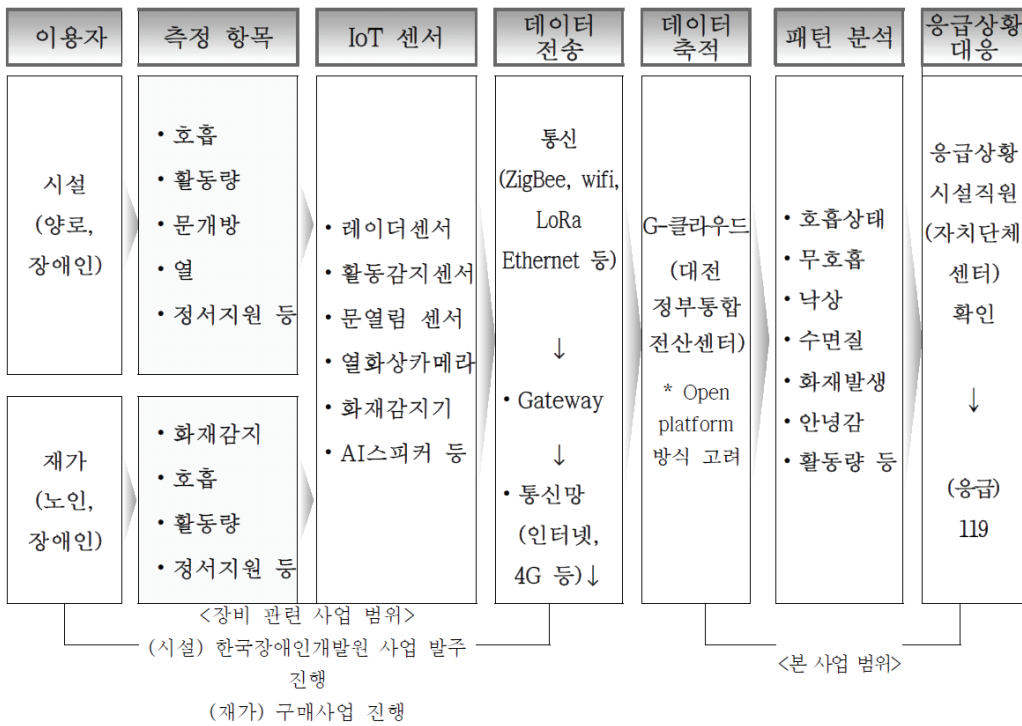 이용자
측정 항목
IoT 센서
데이터
전송
데이터
축적
패턴 분석
응급상황
대응
시설
(양로,
장애인)
• 호흡
• 활동량
• 문개방
• 열
• 정서지원 등
재가
(노인,
장애인)
• 화재감지
• 호흡
• 활동량
• 정서지원 등
• 레이더센서
• 활동감지센서
• 문열림 센서
• 열화상카메라
• 화재감지기
• AI스피커 등
통신
(ZigBee, wifi,
LoRa
Ethernet 등)
↓
• Gateway
↓
• 통신망
(인터넷,
4G 등)↓
G-클라우드
(대전
정부통합
전산센터)
* Open
platform
방식 고려
• 호흡상태
• 무호흡
• 낙상
• 수면질
• 화재발생
• 안녕감
• 활동량 등
응급상황
시설직원
(자치단체
센터)
확인
↓
(응급)
119
<장비 관련 사업 범위>
(시설) 한국장애인개발원 사업 발주
진행
(재가) 구매사업 진행
<본 사업 범위>